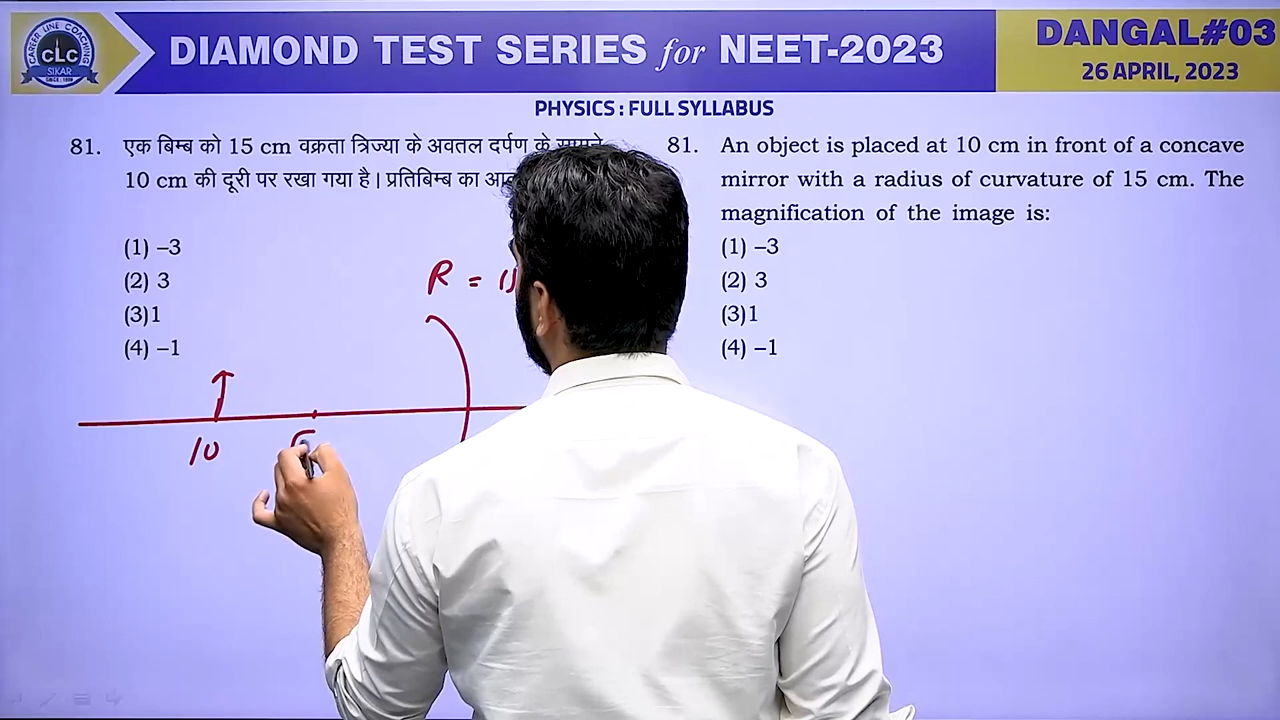 CAREER LINE COACHING
CLC
SIKAR
SINCE : 1996
DIAMOND TEST SERIES for NEET-2023
DANGAL#03
26 APRIL, 2023
PHYSICS : FULL SYLLABUS
81. एक बिम्ब को 15 cm वक्रता त्रिज्या के अवतल दर्पण के सामने
10 cm की दूरी पर रखा गया है। प्रतिबिम्ब का
(1) –3
(2) 3
(3)1
(4) –1
R =
10
81. An object is placed at 10 cm in front of a concave
mirror with a radius of curvature of 15 cm. The
magnification of the image is:
(1) –3
(2) 3
(3)1
(4) –1